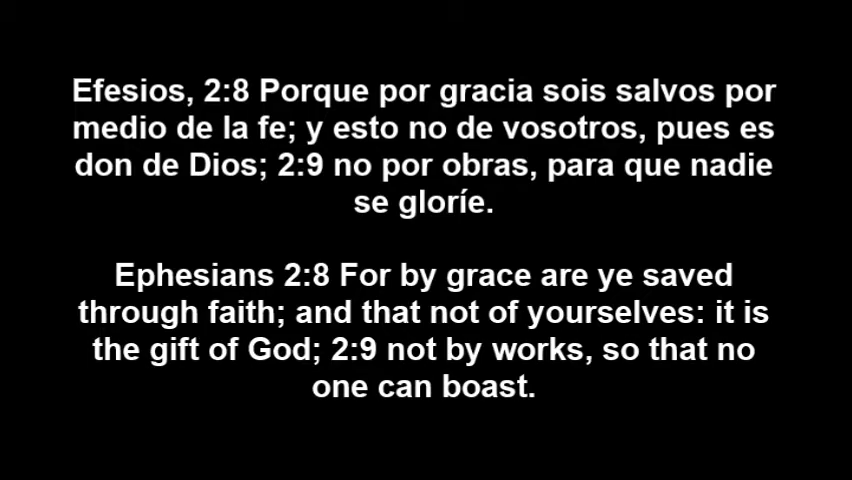 Efesios, 2:8 Porque por gracia sois salvos por
medio de la fe; y esto no de vosotros, pues es
don de Dios; 2:9 no por obras, para que nadie
se gloríe.
Ephesians 2:8 For by grace are ye saved
through faith; and that not of yourselves: it is
the gift of God; 2:9 not by works, so that no
one can boast.